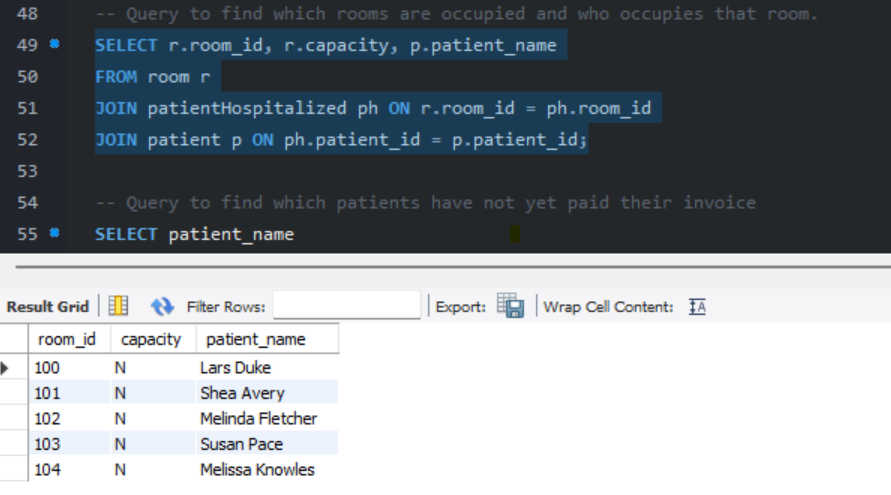 48 -- Query to find which rooms are occupied and who occupies that room.
49 SELECT r.room_id, r.capacity, p.patient_name
50 FROM room r
51 JOIN patientHospitalized ph ON r.room_id = ph.room_id
52 JOIN patient p ON ph.patient_id = p.patient_id;
53
54 -- Query to find which patients have not yet paid their invoice
55 SELECT patient_name
Result Grid Filter Rows: Export: Wrap Cell Content: IA
room_id capacity patient_name
100 N Lars Duke
101 N Shea Avery
102 N Melinda Fletcher
103 N Susan Pace
104 N Melissa Knowles